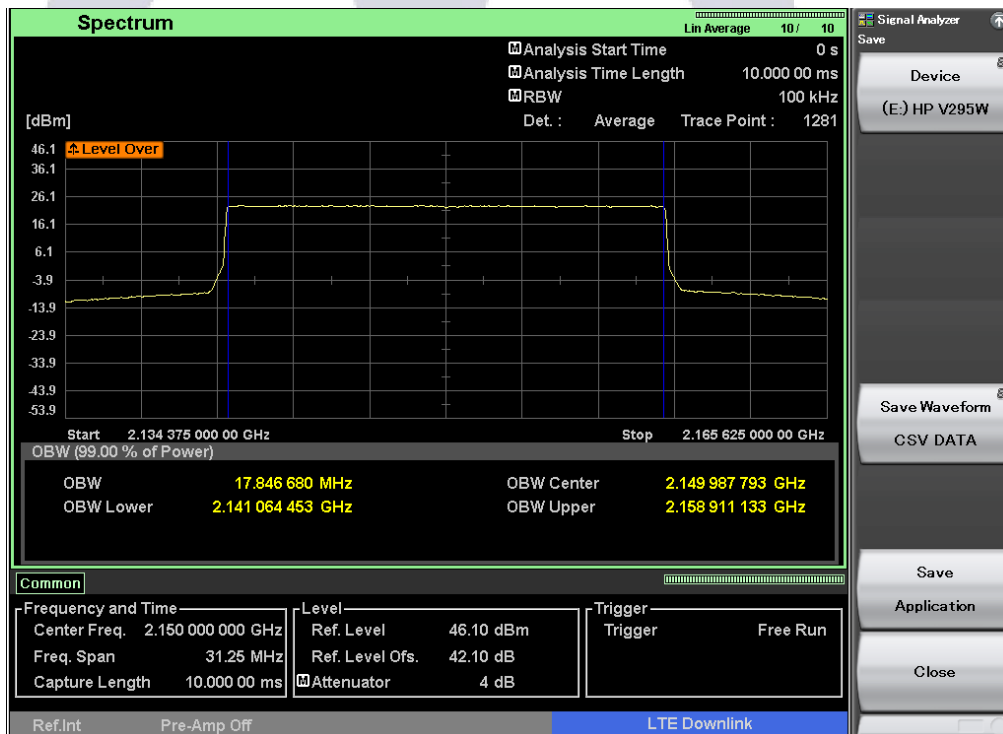 Spectrum
Lin Average 10 / 10
M Analysis Start Time 0 s
M Analysis Time Length 10.000 00 ms
M RBW 100 kHz
[dBm] Det. : Average Trace Point : 1281
Level Over
46.1
36.1
26.1
16.1
6.1
-3.9
-13.9
-23.9
-33.9
-43.9
-53.9
Start 2.134 375 000 00 GHz Stop 2.165 625 000 00 GHz
OBW (99.00 % of Power)
OBW 17.846 680 MHz OBW Center 2.149 987 793 GHz
OBW Lower 2.141 064 453 GHz OBW Upper 2.158 911 133 GHz
Common
Frequency and Time
Center Freq. 2.150 000 000 GHz
Freq. Span 31.25 MHz
Capture Length 10.000 00 ms
Level
Ref. Level 46.10 dBm
Ref. Level Ofs. 42.10 dB
M Attenuator 4 dB
Trigger
Trigger Free Run
Ref.Int Pre-Amp Off LTE Downlink
Signal Analyzer
Save
Device
(E:) HP V295W
Save Waveform
CSV DATA
Save
Application
Close